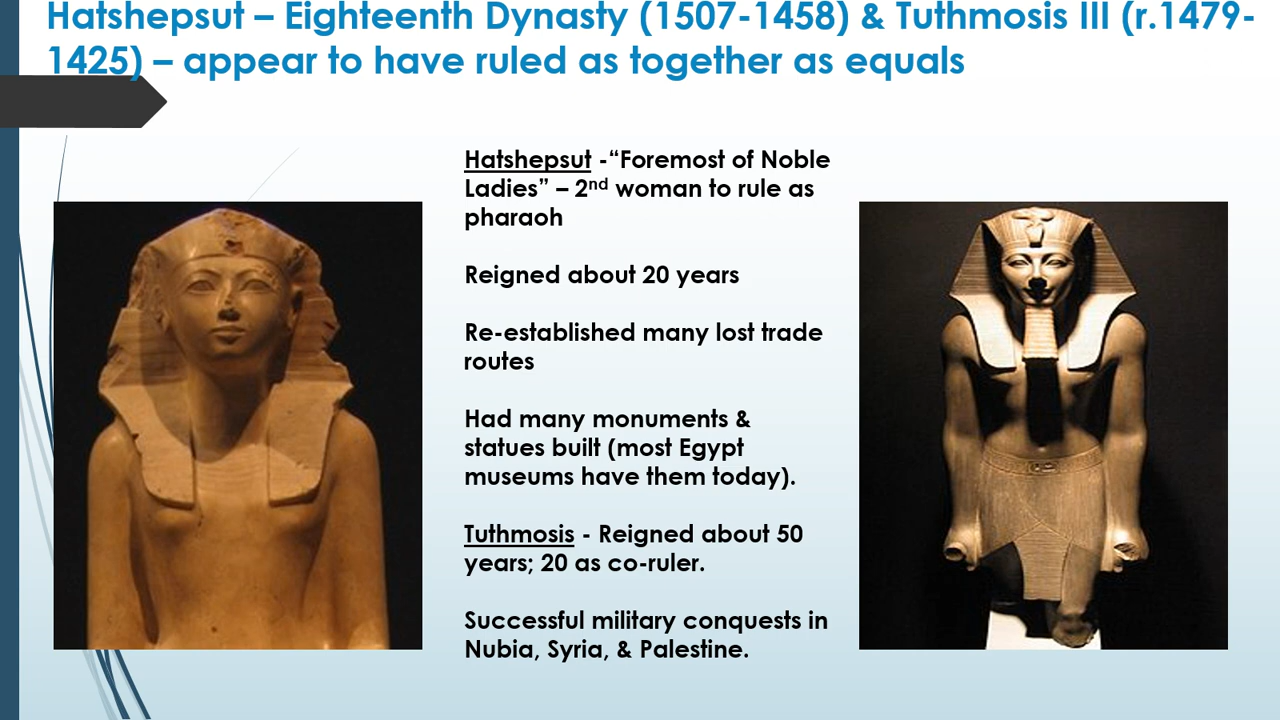 Hatshepsut – Eighteenth Dynasty (1507-1458) & Tuthmosis III (r.1479-
1425) – appear to have ruled as together as equals
Hatshepsut -“Foremost of Noble
Ladies” – 2nd woman to rule as
pharaoh
Reigned about 20 years
Re-established many lost trade
routes
Had many monuments &
statues built (most Egypt
museums have them today).
Tuthmosis - Reigned about 50
years; 20 as co-ruler.
Successful military conquests in
Nubia, Syria, & Palestine.